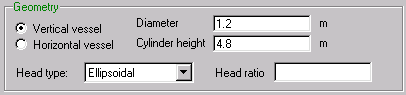 Geometry
Vertical vessel Diameter 1.2 m
Horizontal vessel Cylinder height 4.8 m
Head type: Ellipsoidal Head ratio